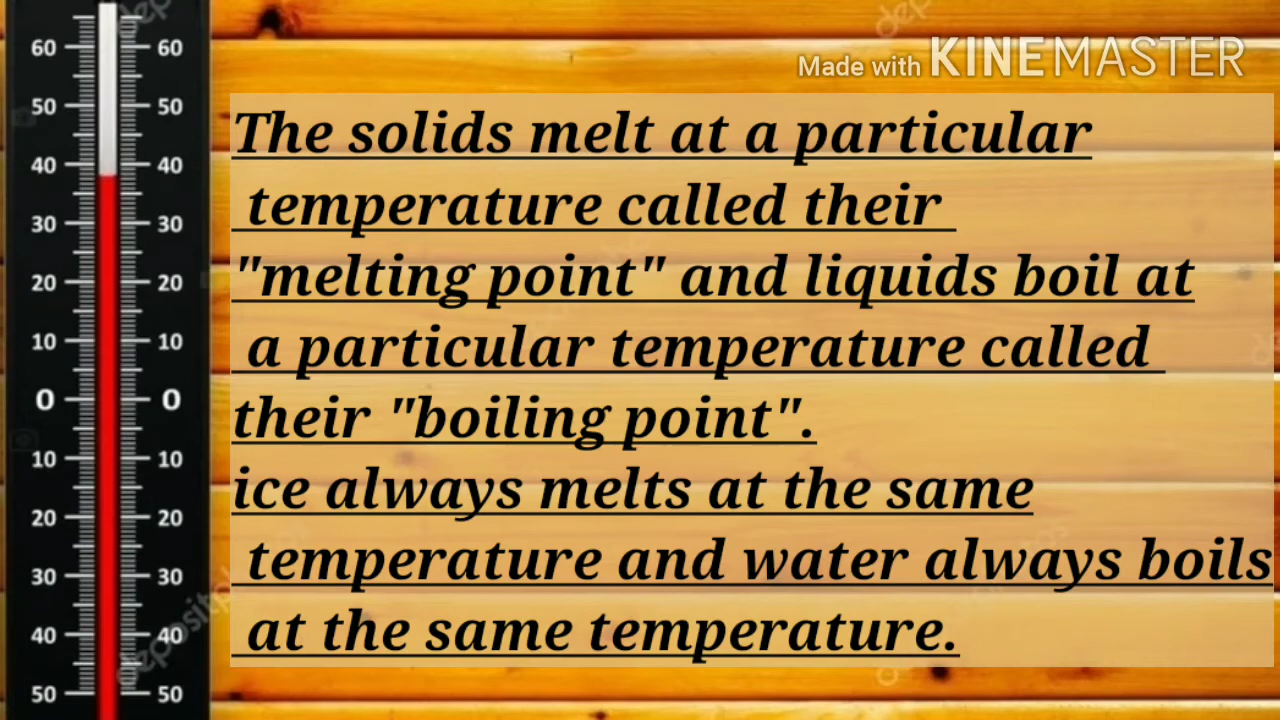 Made with KINEMASTER
60 60
50 50
40 40
30 30
20 20
10 10
0 0
10 10
20 20
30 30
40 40
50 50
The solids melt at a particular
temperature called their
"melting point" and liquids boil at
a particular temperature called
their "boiling point".
ice always melts at the same
temperature and water always boils
at the same temperature.